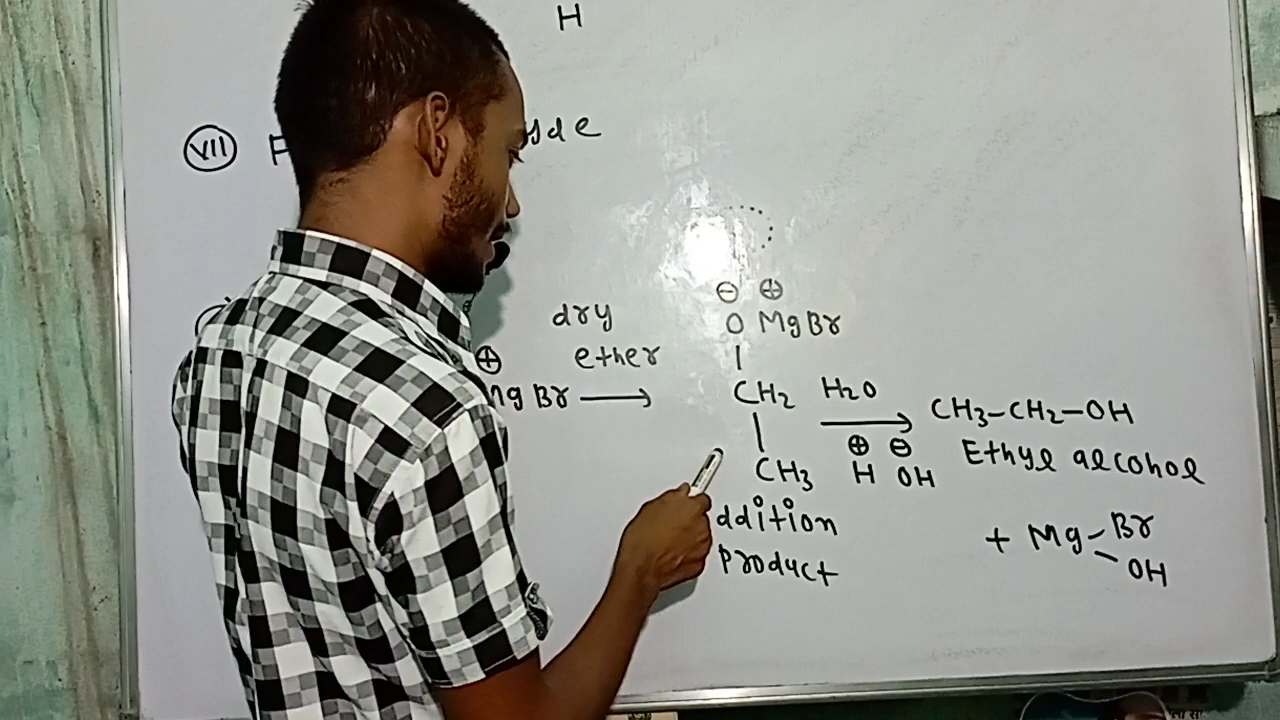 H
VII
dry
⊖ ⊕
O MgBr
⊕ ether
MgBr ⟶ CH2 H2O ⟶ CH3-CH2-OH
⊕ ⊖ Ethyl alcohol
CH3 H OH
ddition
Product
+ Mg-Br
OH